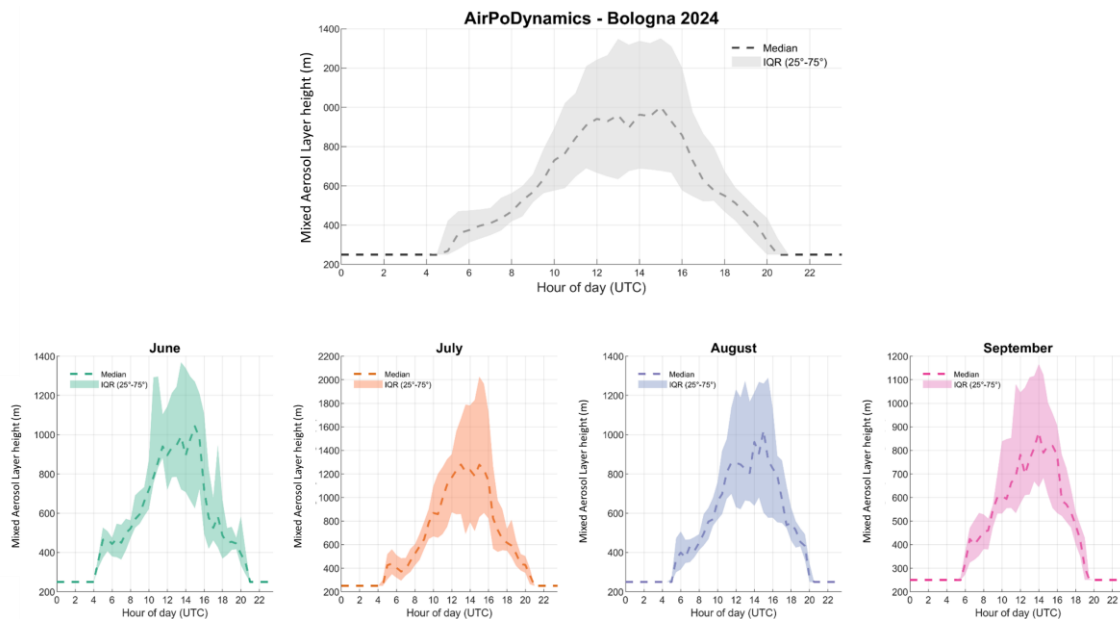 AirPoDynamics - Bologna 2024
Mixed Aerosol Layer height (m)
1400
1200
000
800
600
400
200
Median
IQR (25°-75°)
0 2 4 6 8 10 12 14 16 18 20 22
Hour of day (UTC)
June
Mixed Aerosol Layer height (m)
1400
1200
1000
800
600
400
200
Median
IQR (25°-75°)
0 2 4 6 8 10 12 14 16 18 20 22
Hour of day (UTC)
July
Mixed Aerosol Layer height (m)
2200
2000
1800
1600
1400
1200
1000
800
600
400
200
Median
IQR (25°-75°)
0 2 4 6 8 10 12 14 16 18 20 22
Hour of day (UTC)
August
Mixed Aerosol Layer height (m)
1400
1200
1000
800
600
400
200
Median
IQR (25°-75°)
0 2 4 6 8 10 12 14 16 18 20 22
Hour of day (UTC)
September
Mixed Aerosol Layer height (m)
1200
1100
1000
900
800
700
600
500
400
300
200
Median
IQR (25°-75°)
0 2 4 6 8 10 12 14 16 18 20 22
Hour of day (UTC)